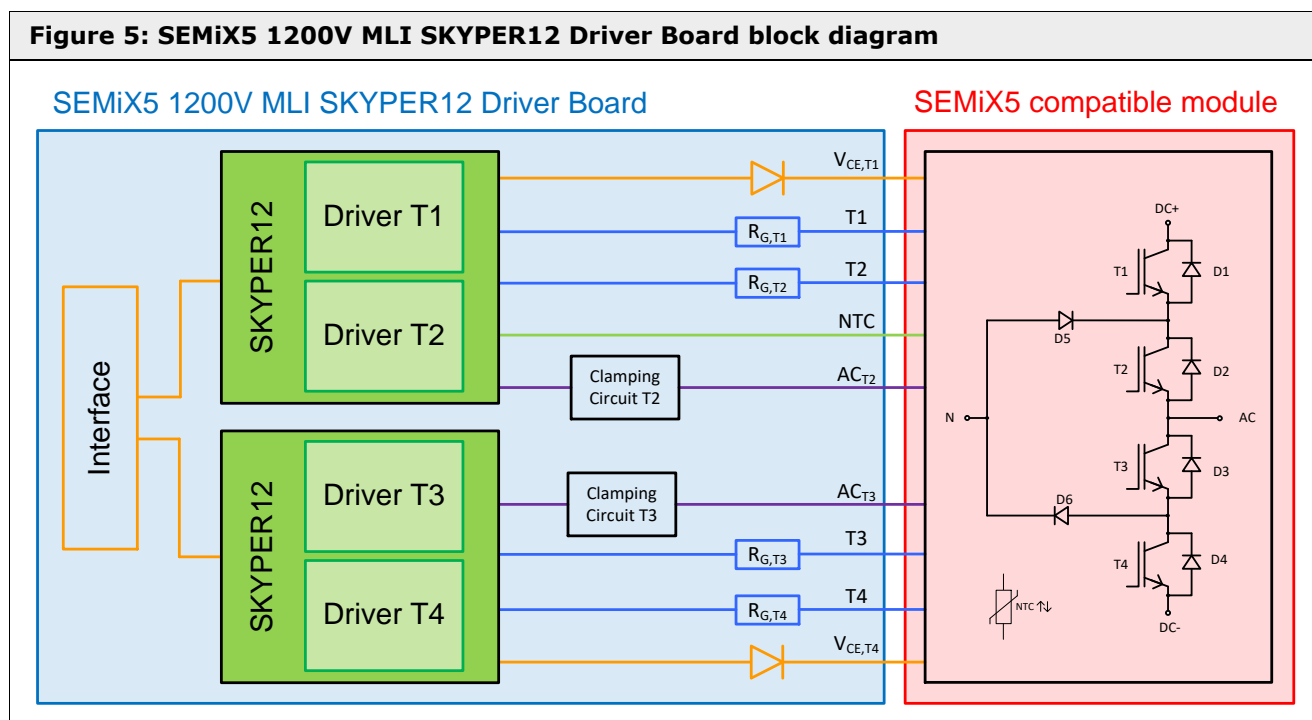 Figure 5: SEMiX5 1200V MLI SKYPER12 Driver Board block diagram
SEMiX5 1200V MLI SKYPER12 Driver Board
SEMiX5 compatible module
Interface
SKYPER12
Driver T1
Driver T2
SKYPER12
Driver T3
Driver T4
VCE,T1
RG,T1
T1
RG,T2
T2
NTC
Clamping
Circuit T2
ACT2
Clamping
Circuit T3
ACT3
RG,T3
T3
RG,T4
T4
VCE,T4
DC+
T1
D1
D5
T2
D2
N
AC
T3
D3
D6
T4
D4
NTC ↑↓
DC-